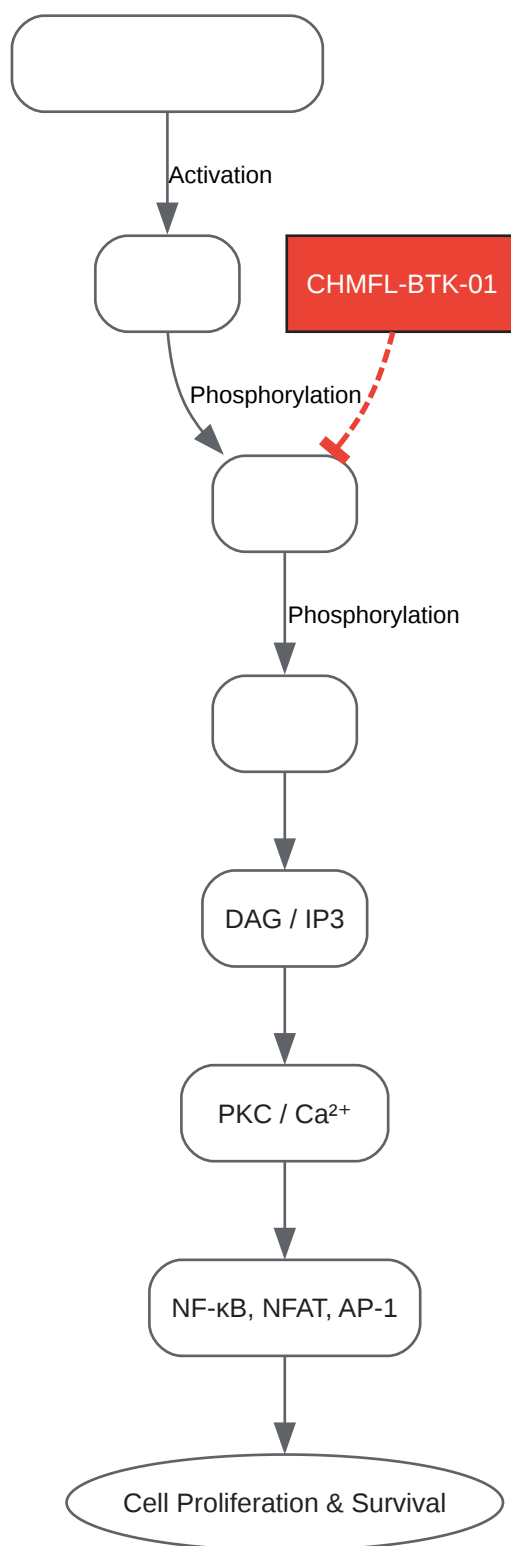 Activation
CHMFL-BTK-01
Phosphorylation
Phosphorylation
DAG / IP3
PKC / Ca²⁺
NF-κB, NFAT, AP-1
Cell Proliferation & Survival